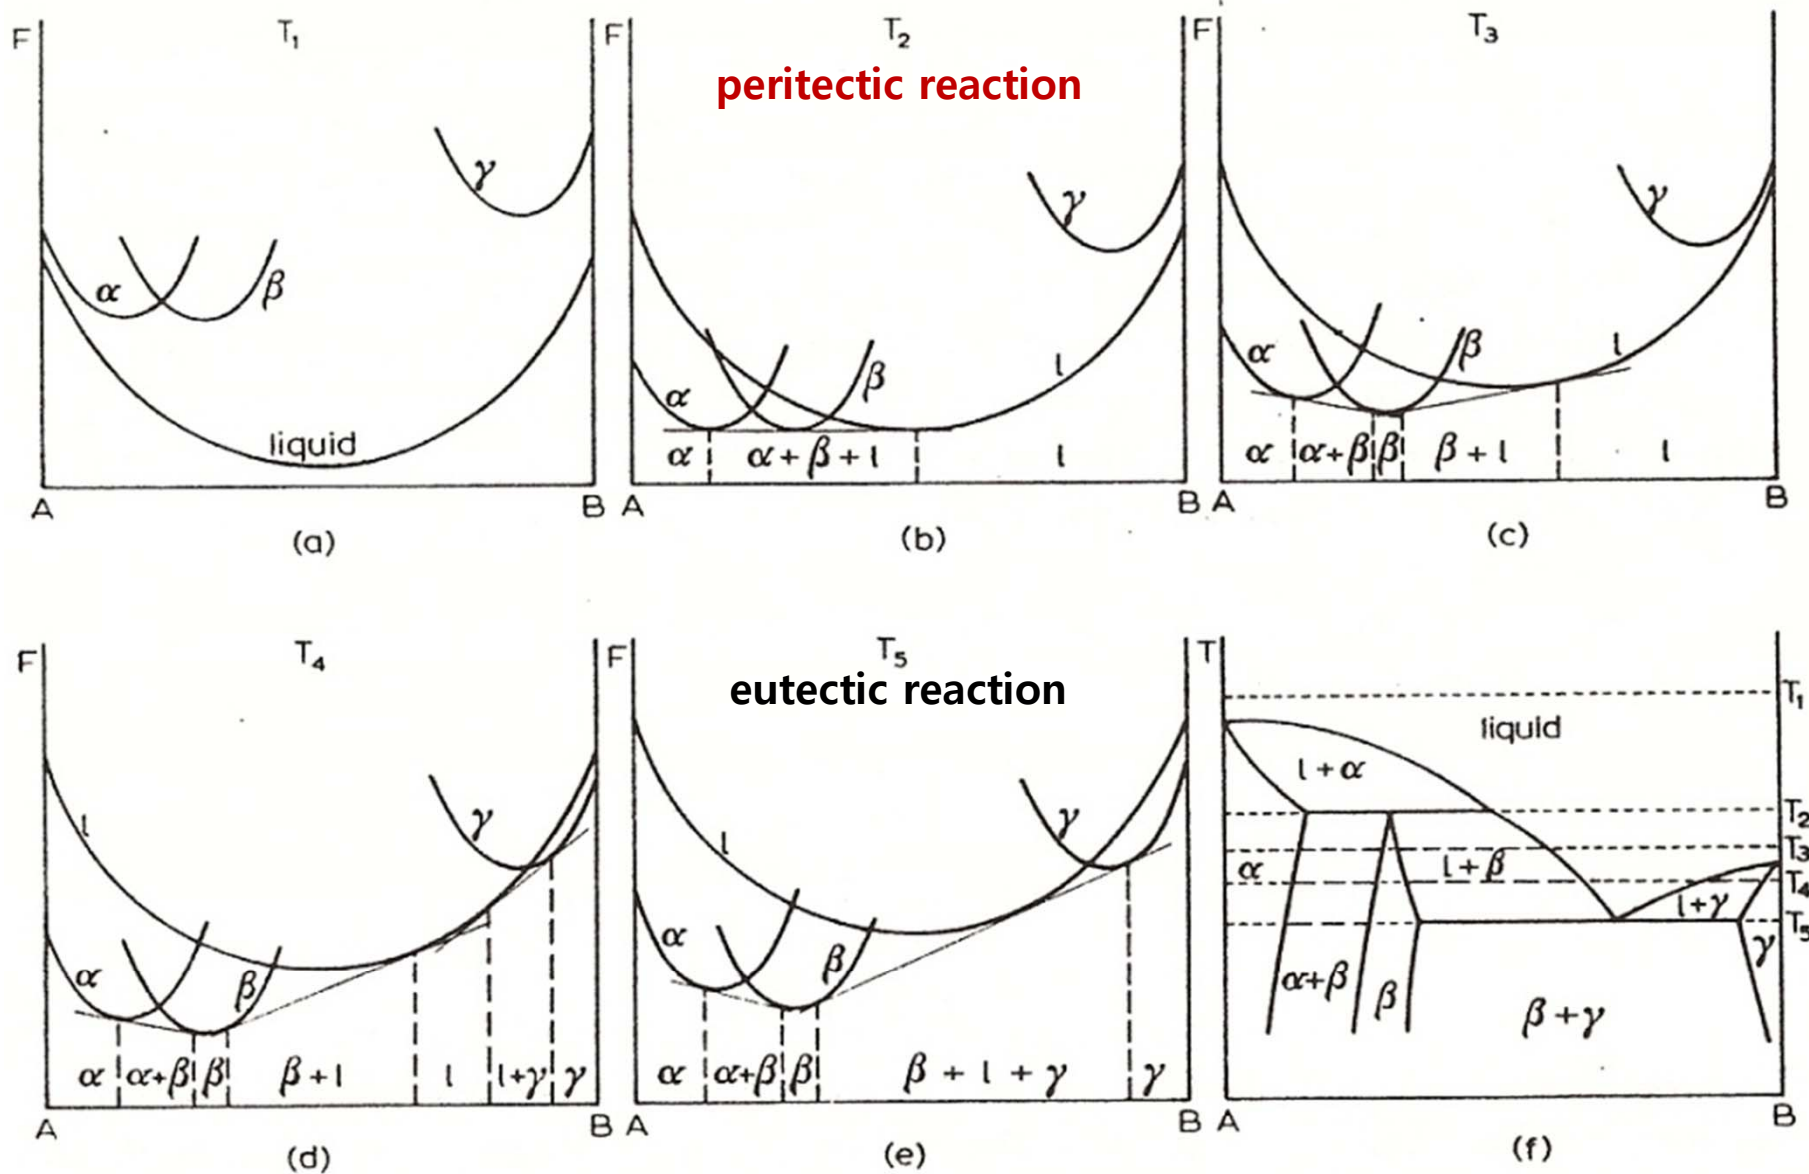 F T₁
γ
α β
liquid
A B
(a)
F T₂
peritectic reaction
γ
α β l
α α + β + l l
A B
(b)
F T₃
γ
α β l
α α+β β β + l l
A B
(c)
F T₄
l γ
α β
α α+β β β + l l l+γ γ
A B
(d)
F T₅
eutectic reaction
l γ
α β
α α+β β β + l + γ γ
A B
(e)
T
T₁
liquid
l + α
T₂
T₃
α l + β
T₄
l+γ
T₅
γ
α+β β β + γ
A B
(f)